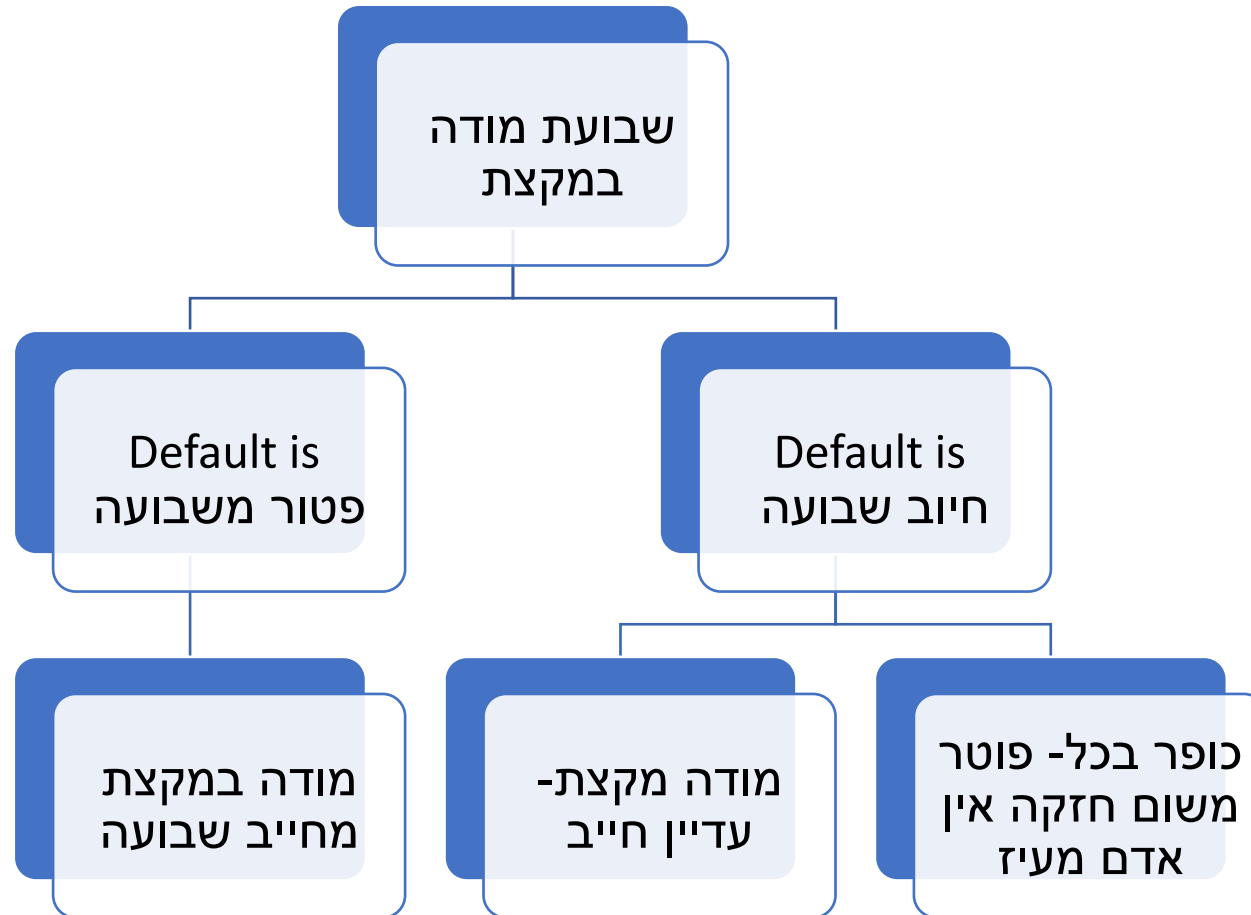 שבועת מודה
במקצת
Default is
חיוב שבועה
Default is
פטור משבועה
כופר בכל- פוטר
משום חזקה אין
אדם מעיז
מודה מקצת-
עדיין חייב
מודה במקצת
מחייב שבועה